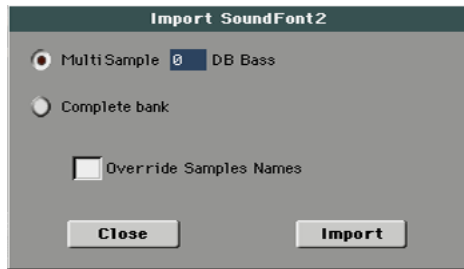 Import SoundFont2
MultiSample 0 DB Bass
Complete bank
Override Samples Names
Close Import